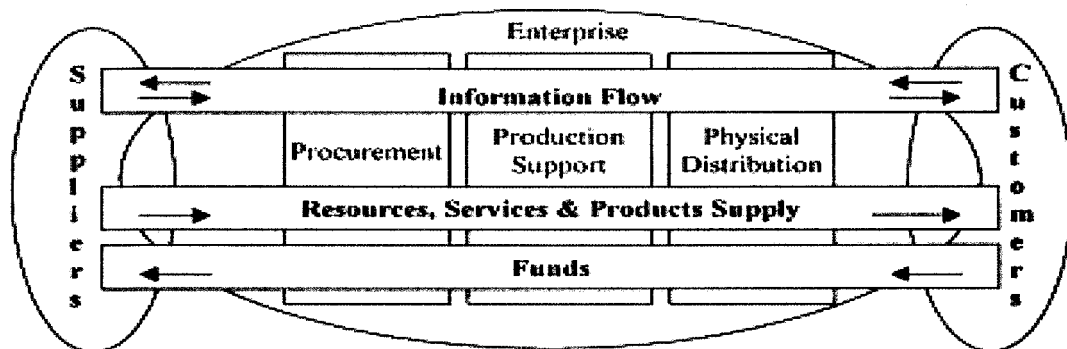 Enterprise
Suppliers
Customers
Information Flow
Procurement
Production
Support
Physical
Distribution
Resources, Services & Products Supply
Funds